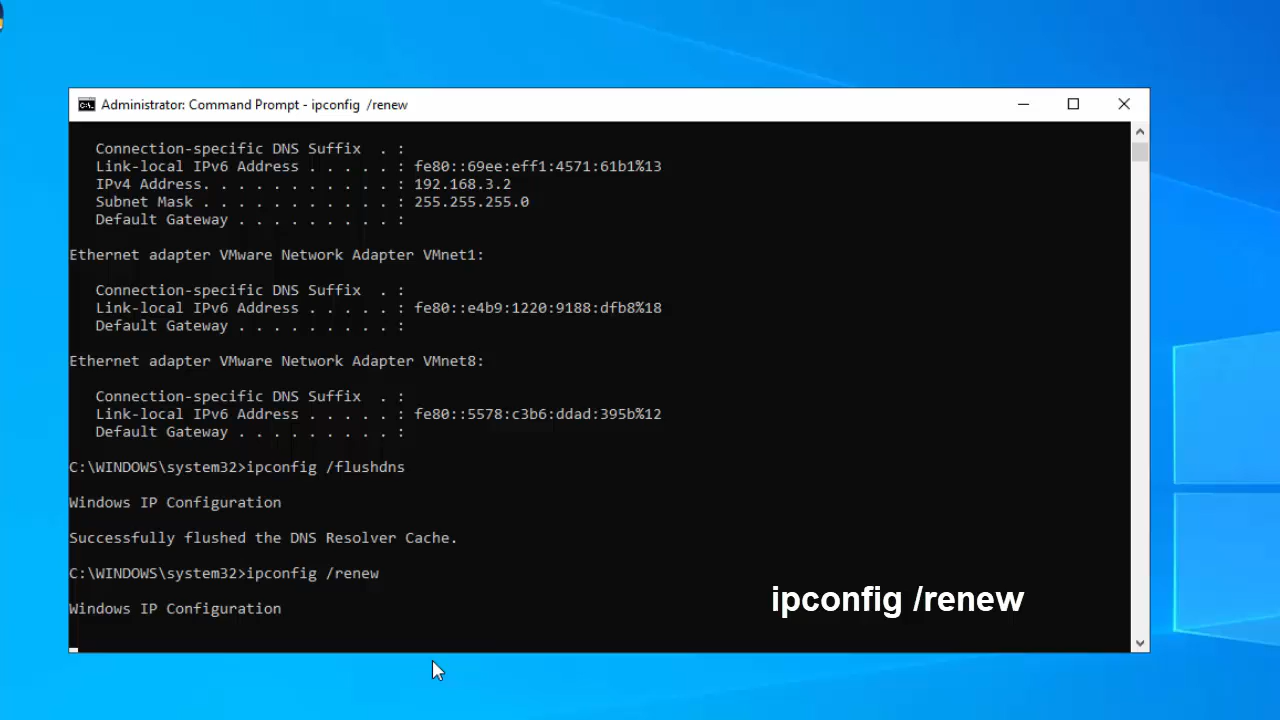 Administrator: Command Prompt - ipconfig  /renew
Connection-specific DNS Suffix  . :
Link-local IPv6 Address . . . . . : fe80::69ee:eff1:4571:61b1%13
IPv4 Address. . . . . . . . . . . : 192.168.3.2
Subnet Mask . . . . . . . . . . . : 255.255.255.0
Default Gateway . . . . . . . . . :
Ethernet adapter VMware Network Adapter VMnet1:
Connection-specific DNS Suffix  . :
Link-local IPv6 Address . . . . . : fe80::e4b9:1220:9188:dfb8%18
Default Gateway . . . . . . . . . :
Ethernet adapter VMware Network Adapter VMnet8:
Connection-specific DNS Suffix  . :
Link-local IPv6 Address . . . . . : fe80::5578:c3b6:ddad:395b%12
Default Gateway . . . . . . . . . :
C:\WINDOWS\system32>ipconfig /flushdns
Windows IP Configuration
Successfully flushed the DNS Resolver Cache.
C:\WINDOWS\system32>ipconfig /renew
Windows IP Configuration
ipconfig /renew